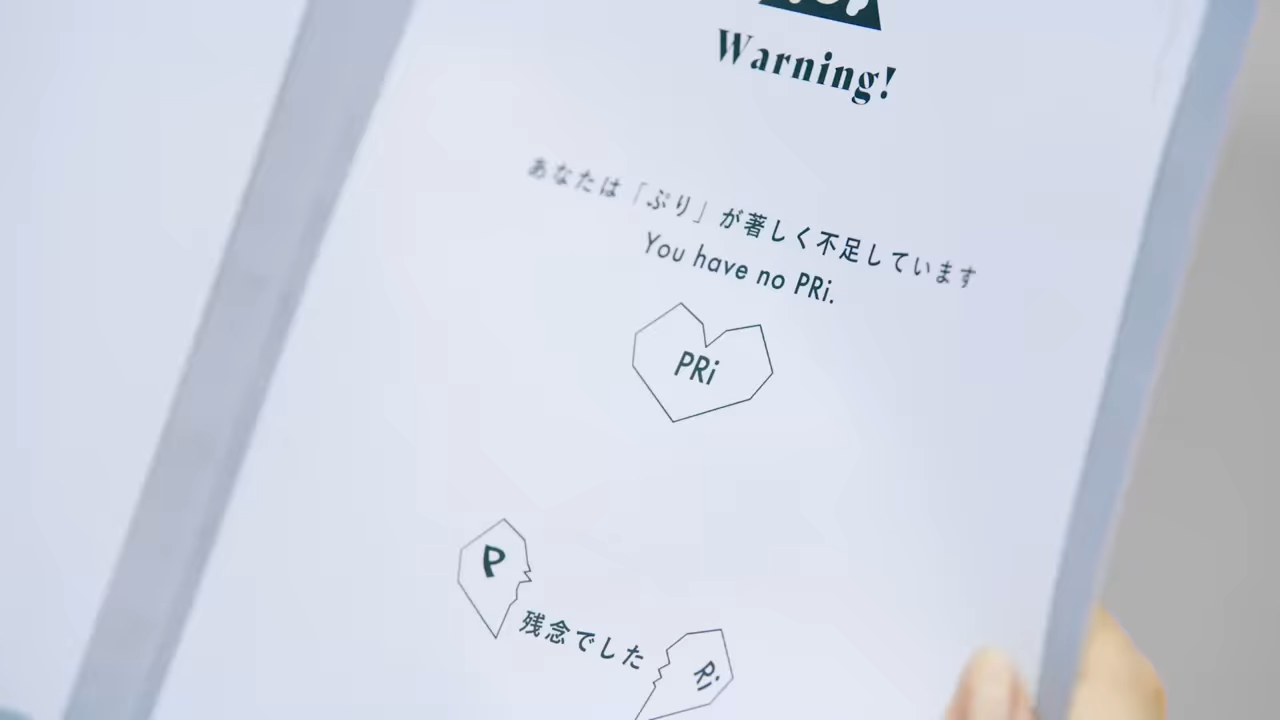 Warning!
あなたは「ぷり」が著しく不足しています
You have no PRi.
PRi
P
残念でした
Ri